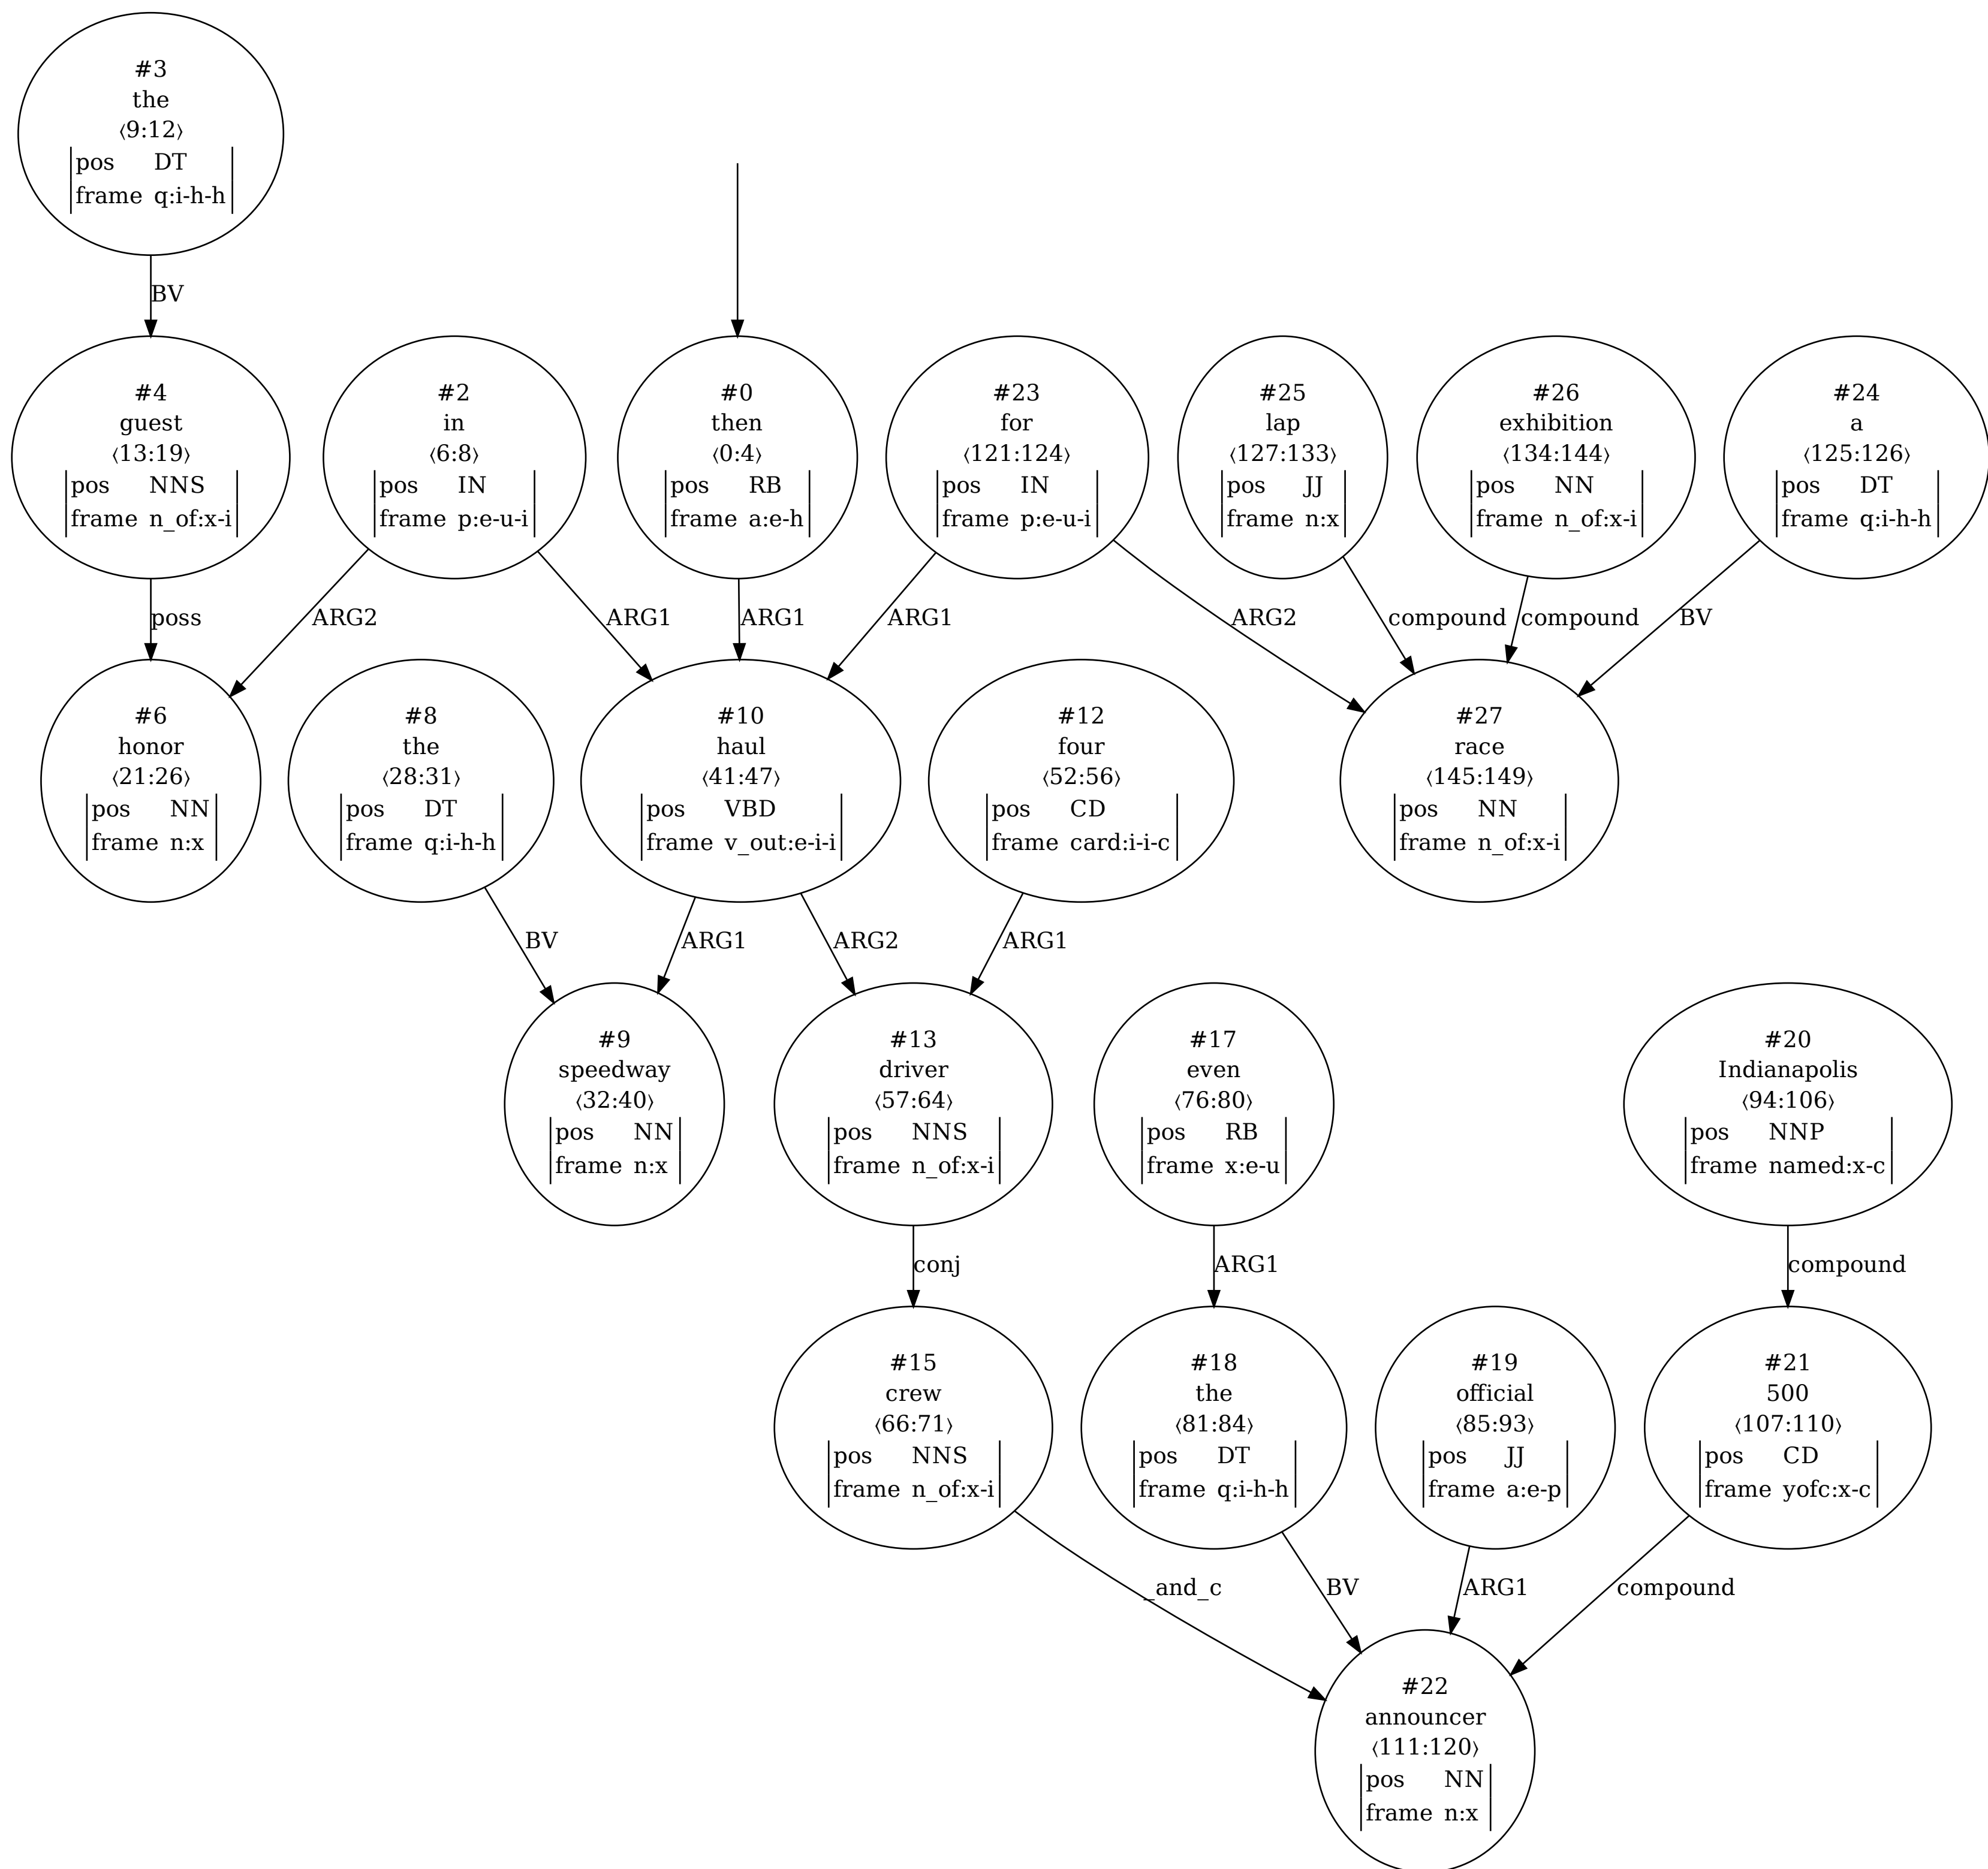 #3
the
⟨9:12⟩
pos DT
frame q:i-h-h
BV
#4
guest
⟨13:19⟩
pos NNS
frame n_of:x-i
#2
in
⟨6:8⟩
pos IN
frame p:e-u-i
#0
then
⟨0:4⟩
pos RB
frame a:e-h
#23
for
⟨121:124⟩
pos IN
frame p:e-u-i
#25
lap
⟨127:133⟩
pos JJ
frame n:x
#26
exhibition
⟨134:144⟩
pos NN
frame n_of:x-i
#24
a
⟨125:126⟩
pos DT
frame q:i-h-h
poss
ARG2
ARG1
ARG1
ARG1
ARG2
compound
compound
BV
#6
honor
⟨21:26⟩
pos NN
frame n:x
#8
the
⟨28:31⟩
pos DT
frame q:i-h-h
#10
haul
⟨41:47⟩
pos VBD
frame v_out:e-i-i
#12
four
⟨52:56⟩
pos CD
frame card:i-i-c
#27
race
⟨145:149⟩
pos NN
frame n_of:x-i
BV
ARG1
ARG2
ARG1
#9
speedway
⟨32:40⟩
pos NN
frame n:x
#13
driver
⟨57:64⟩
pos NNS
frame n_of:x-i
#17
even
⟨76:80⟩
pos RB
frame x:e-u
#20
Indianapolis
⟨94:106⟩
pos NNP
frame named:x-c
conj
ARG1
compound
#15
crew
⟨66:71⟩
pos NNS
frame n_of:x-i
#18
the
⟨81:84⟩
pos DT
frame q:i-h-h
#19
official
⟨85:93⟩
pos JJ
frame a:e-p
#21
500
⟨107:110⟩
pos CD
frame yofc:x-c
_and_c
BV
ARG1
compound
#22
announcer
⟨111:120⟩
pos NN
frame n:x